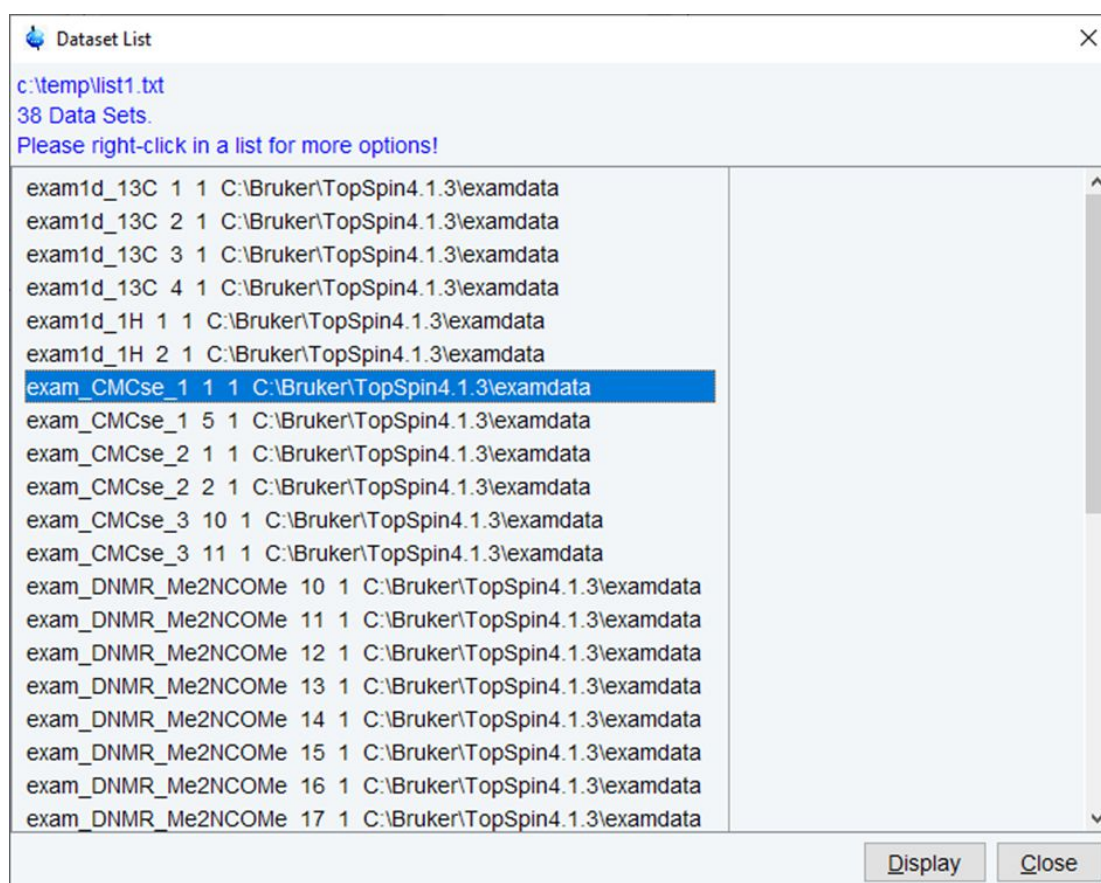 Dataset List
c:\temp\list1.txt
38 Data Sets.
Please right-click in a list for more options!
exam1d_13C 1 1 C:\Bruker\TopSpin4.1.3\examdata
exam1d_13C 2 1 C:\Bruker\TopSpin4.1.3\examdata
exam1d_13C 3 1 C:\Bruker\TopSpin4.1.3\examdata
exam1d_13C 4 1 C:\Bruker\TopSpin4.1.3\examdata
exam1d_1H 1 1 C:\Bruker\TopSpin4.1.3\examdata
exam1d_1H 2 1 C:\Bruker\TopSpin4.1.3\examdata
exam_CMCse_1 1 1 C:\Bruker\TopSpin4.1.3\examdata
exam_CMCse_1 5 1 C:\Bruker\TopSpin4.1.3\examdata
exam_CMCse_2 1 1 C:\Bruker\TopSpin4.1.3\examdata
exam_CMCse_2 2 1 C:\Bruker\TopSpin4.1.3\examdata
exam_CMCse_3 10 1 C:\Bruker\TopSpin4.1.3\examdata
exam_CMCse_3 11 1 C:\Bruker\TopSpin4.1.3\examdata
exam_DNMR_Me2NCOMe 10 1 C:\Bruker\TopSpin4.1.3\examdata
exam_DNMR_Me2NCOMe 11 1 C:\Bruker\TopSpin4.1.3\examdata
exam_DNMR_Me2NCOMe 12 1 C:\Bruker\TopSpin4.1.3\examdata
exam_DNMR_Me2NCOMe 13 1 C:\Bruker\TopSpin4.1.3\examdata
exam_DNMR_Me2NCOMe 14 1 C:\Bruker\TopSpin4.1.3\examdata
exam_DNMR_Me2NCOMe 15 1 C:\Bruker\TopSpin4.1.3\examdata
exam_DNMR_Me2NCOMe 16 1 C:\Bruker\TopSpin4.1.3\examdata
exam_DNMR_Me2NCOMe 17 1 C:\Bruker\TopSpin4.1.3\examdata
Display Close